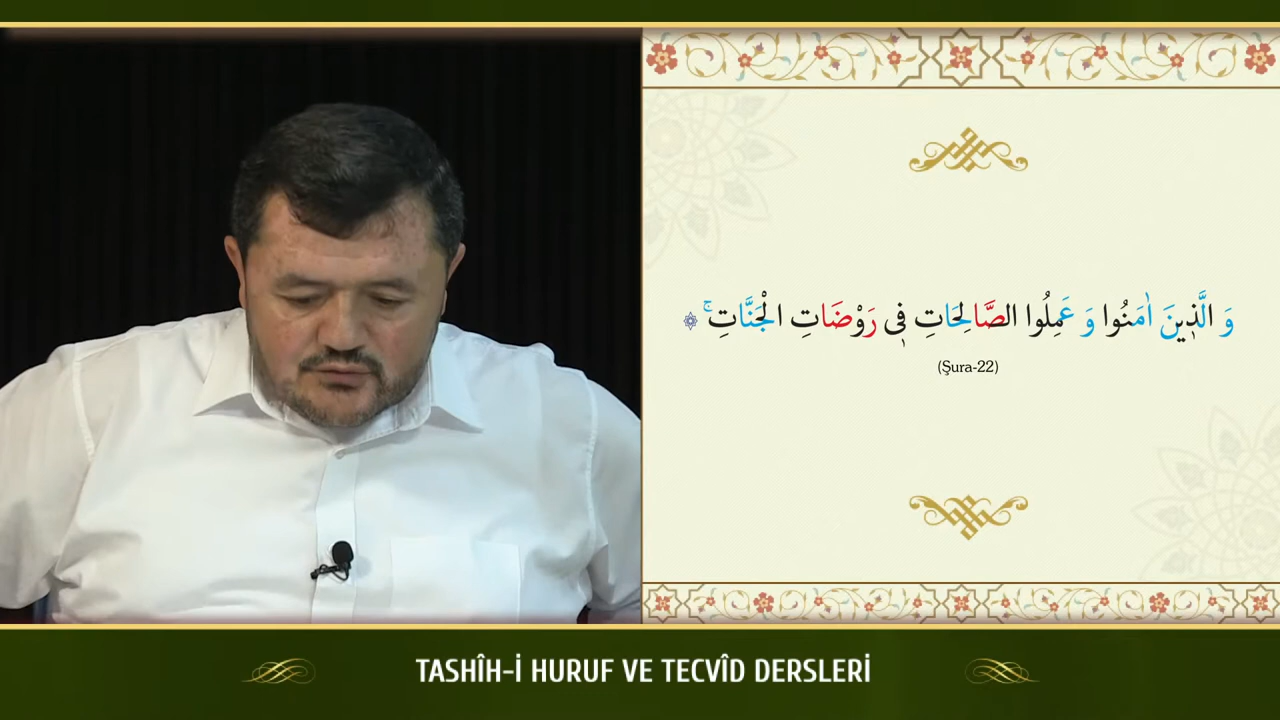 وَ الَّذٖينَ اٰمَنُوا وَ عَمِلُوا الصَّالِحَاتِ فٖى رَوْضَاتِ الْجَنَّاتِۚ
(Şura-22)
TASHÎH-İ HURUF VE TECVÎD DERSLERİ